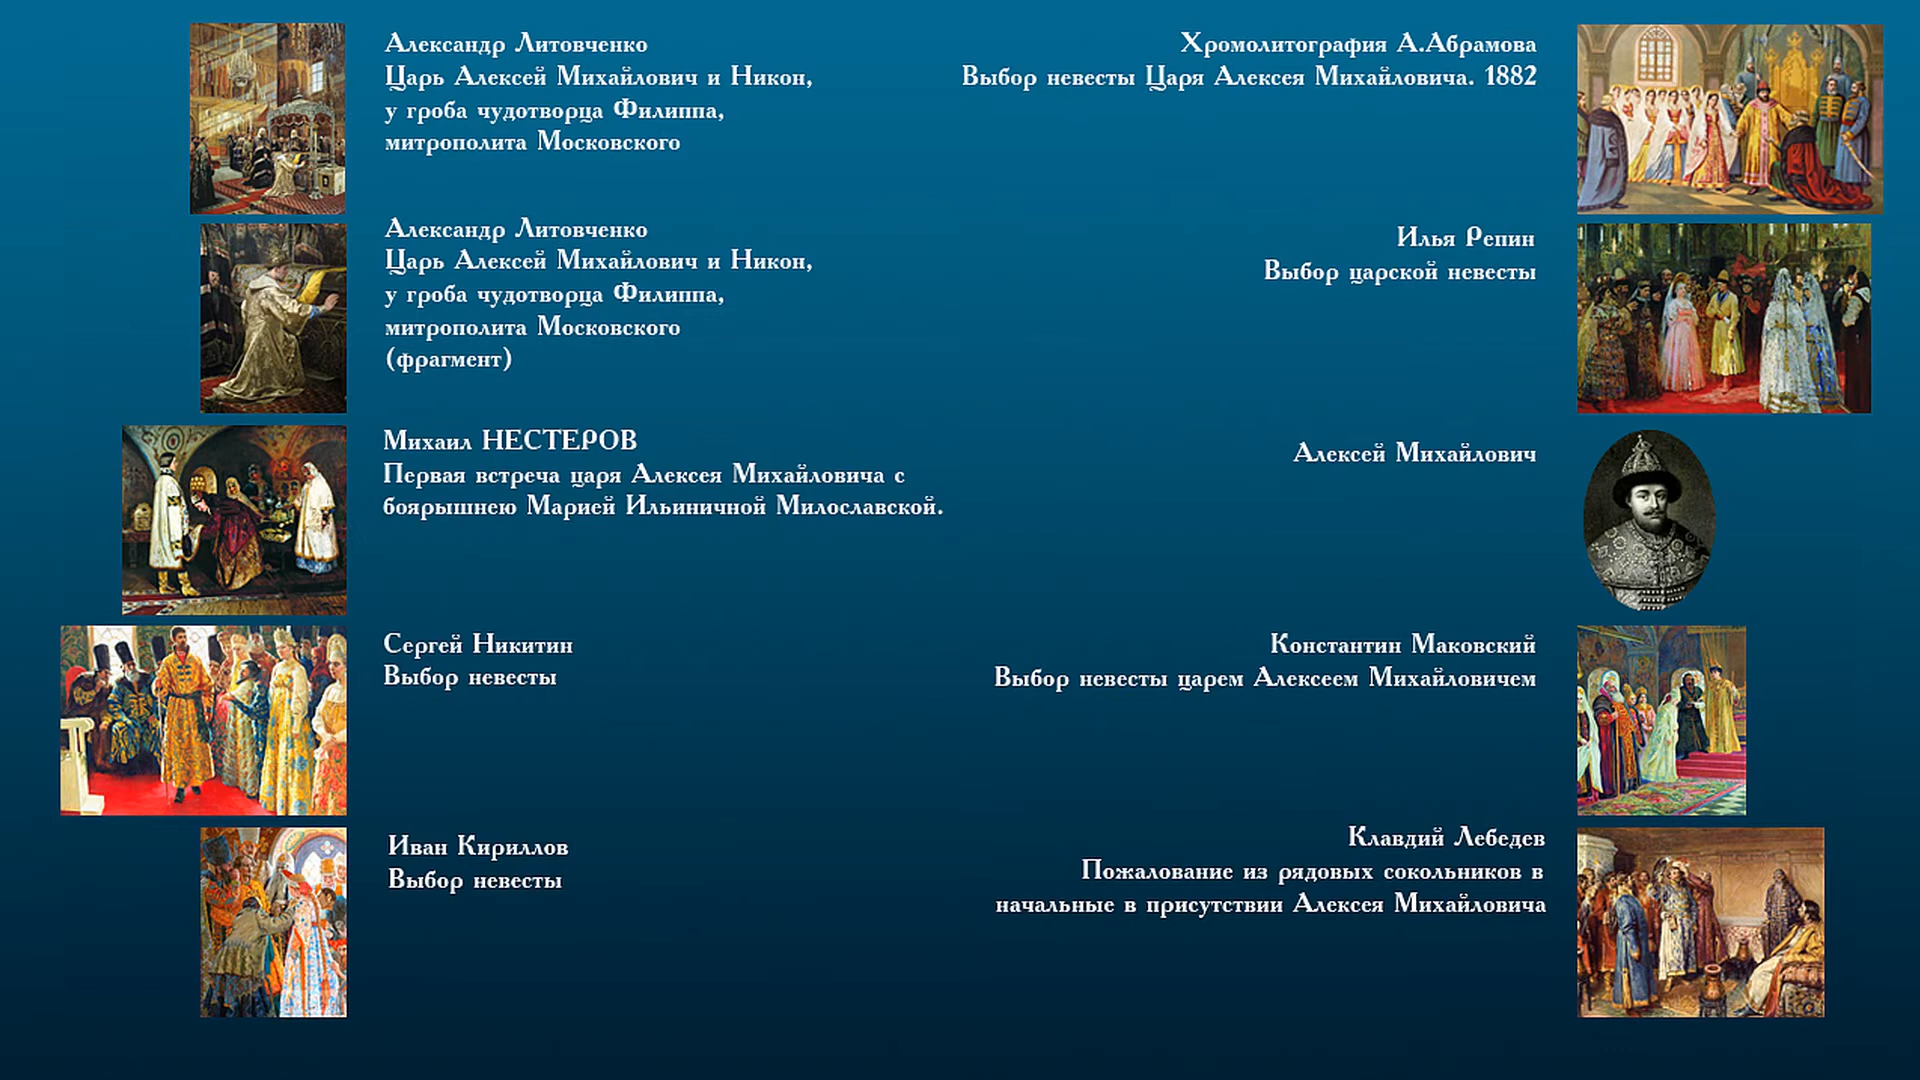 Александр Литовченко
Царь Алексей Михайлович и Никон,
у гроба чудотворца Филиппа,
митрополита Московского
Александр Литовченко
Царь Алексей Михайлович и Никон,
у гроба чудотворца Филиппа,
митрополита Московского
(фрагмент)
Михаил НЕСТЕРОВ
Первая встреча царя Алексея Михайловича с
боярышнею Марией Ильиничной Милославской.
Сергей Никитин
Выбор невесты
Иван Кириллов
Выбор невесты
Хромолитография А.Абрамова
Выбор невесты Царя Алексея Михайловича. 1882
Илья Репин
Выбор царской невесты
Алексей Михайлович
Константин Маковский
Выбор невесты царем Алексеем Михайловичем
Клавдий Лебедев
Пожалование из рядовых сокольников в
начальные в присутствии Алексея Михайловича